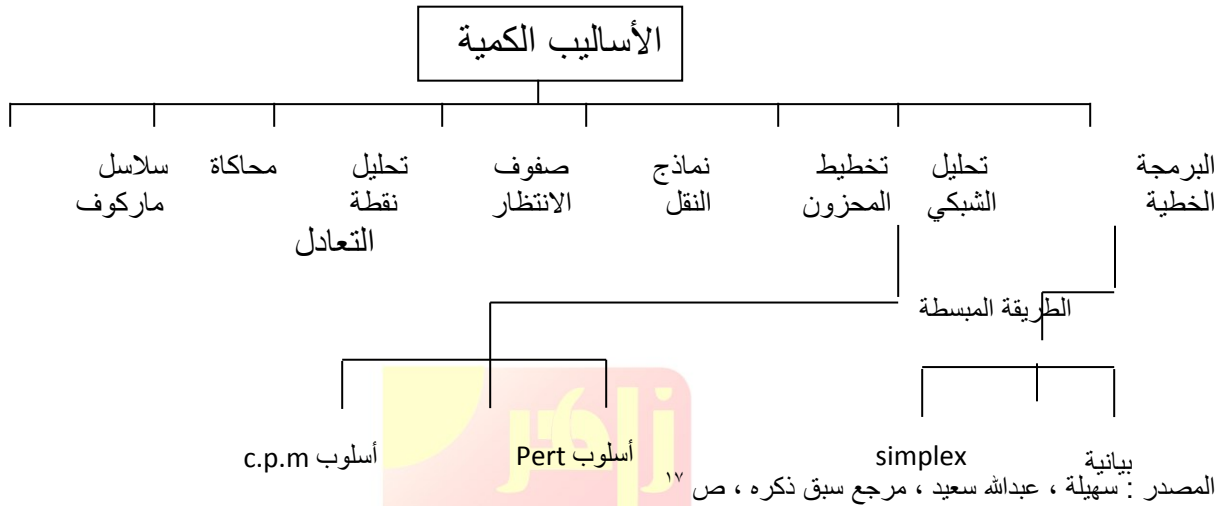 الأساليب الكمية
البرمجة الخطية
تحليل الشبكي
تخطيط المحزون
نماذج النقل
صفوف الانتظار
تحليل نقطة التعادل
محاكاة
سلاسل ماركوف
الطريقة المبسطة
بيانية
simplex
أسلوب Pert
أسلوب c.p.m
المصدر : سهيلة ، عبدالله سعيد ، مرجع سبق ذكره ، ص ١٧
زاهر